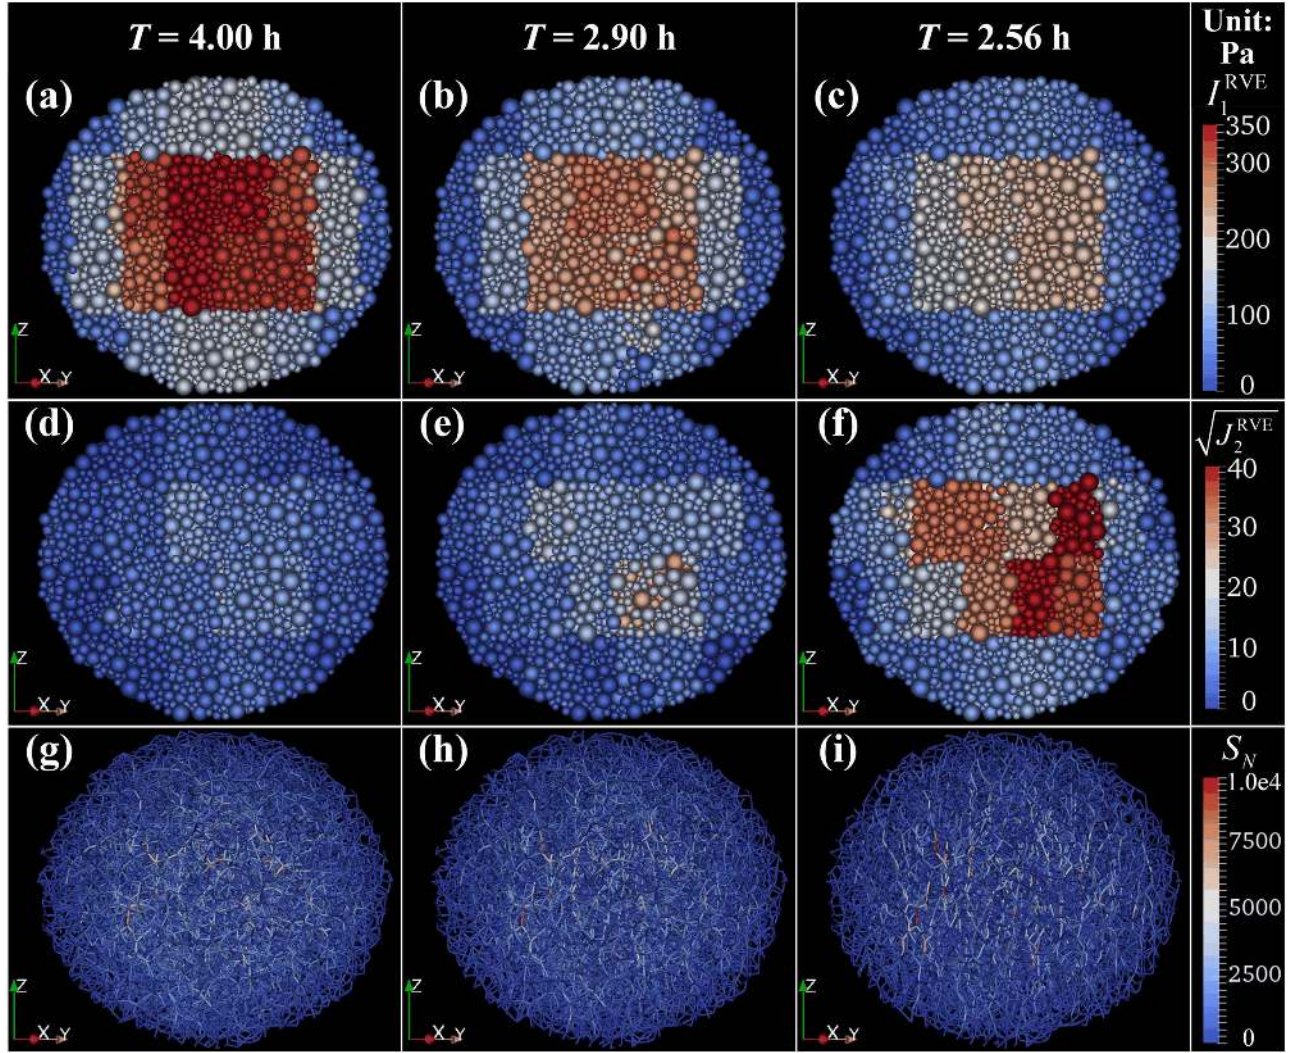 T = 4.00 h
T = 2.90 h
T = 2.56 h
Unit:
Pa
(a)
(b)
(c)
I₁ᴿⱽᴱ
350
300
200
100
0
Z
X Y
Z
X Y
Z
X Y
(d)
(e)
(f)
√J₂ᴿⱽᴱ
40
30
20
10
0
Z
X Y
Z
X Y
Z
X Y
(g)
(h)
(i)
S_N
1.0e4
7500
5000
2500
0
Z
X Y
Z
X Y
Z
X Y